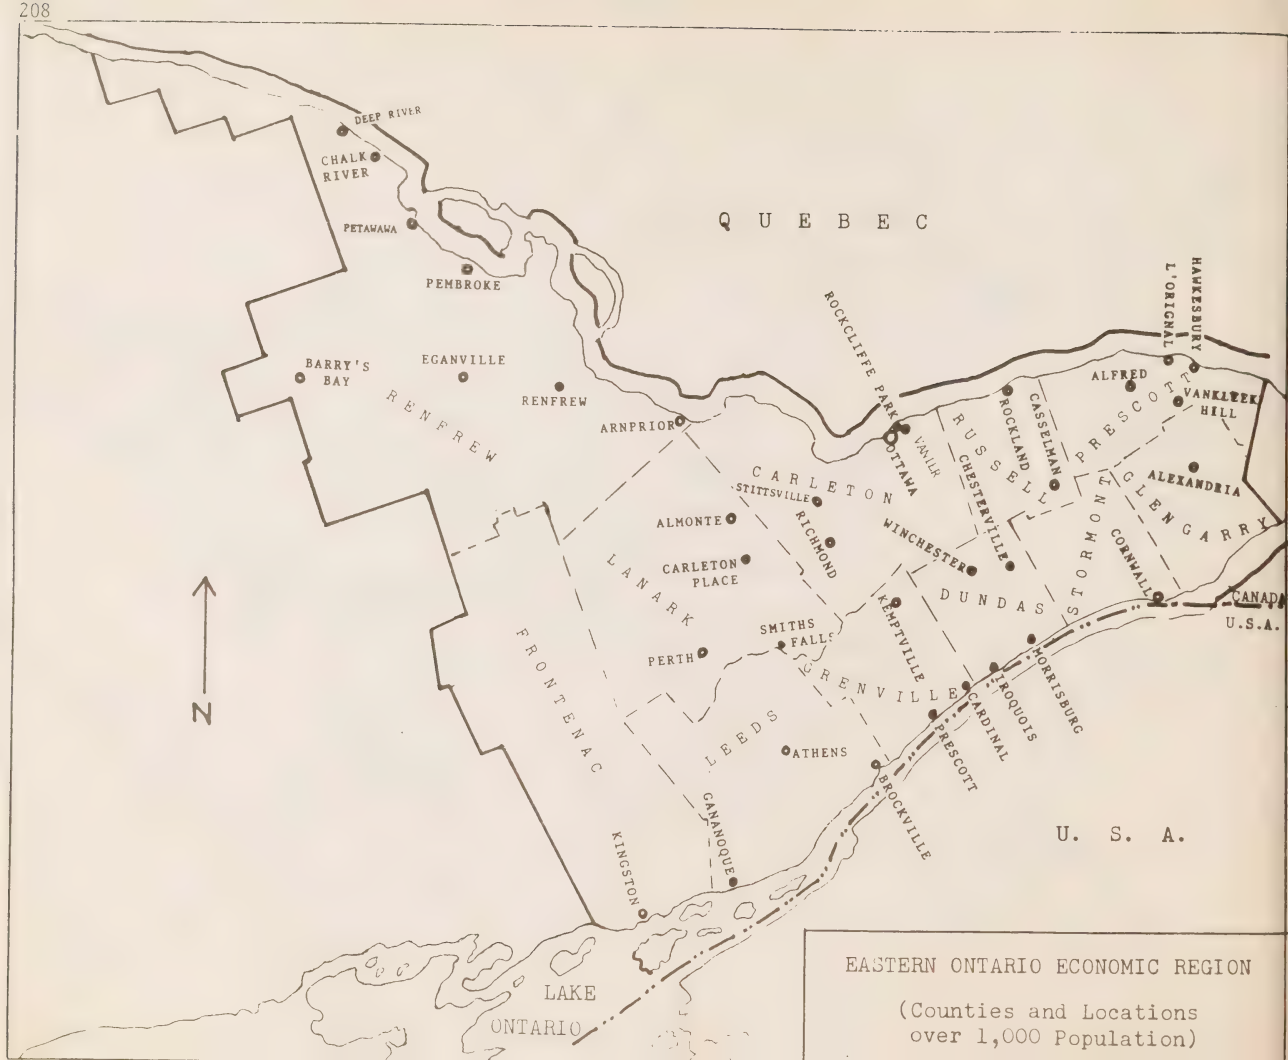 208
DEEP RIVER
CHALK
RIVER
PETAWAWA
PEMBROKE
QUEBEC
HAWKESBURY
L'ORIGNAL
ROCKCLIFFE PARK
BARRY'S
BAY
EGANVILLE
RENFREW
RENFREW
ARNPRIOR
ALFRED
VANKLEEK
HILL
PRESCOTT
ROCKLAND
CASSELMAN
RUSSELL
VANIER
OTTAWA
CARLETON
STITTSVILLE
CHESTERVILLE
ALEXANDRIA
GLENGARRY
ALMONTE
RICHMOND
WINCHESTER
STORMONT
CORNWALL
CARLETON
PLACE
LANARK
DUNDAS
CANADA
U.S.A.
KEMPTVILLE
SMITHS
FALLS
PERTH
FRONTENAC
GRENVILLE
MORRISBURG
IROQUOIS
CARDINAL
PRESCOTT
LEEDS
ATHENS
BROCKVILLE
N
GANANOQUE
KINGSTON
U. S. A.
LAKE
ONTARIO
EASTERN ONTARIO ECONOMIC REGION
(Counties and Locations
over 1,000 Population)